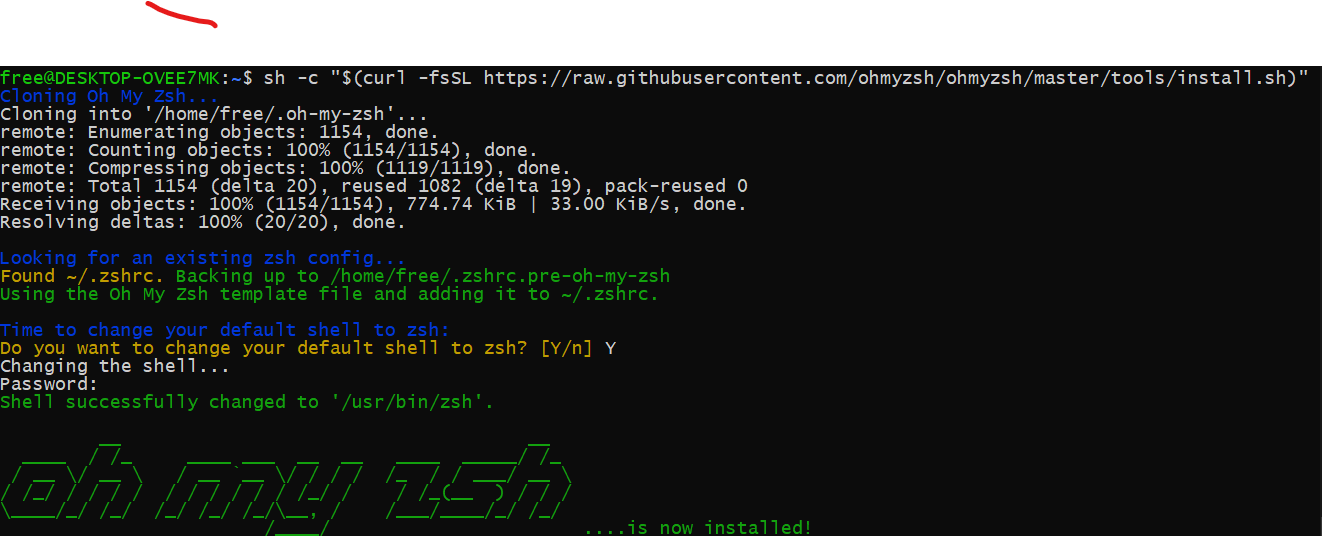 free@DESKTOP-OVEE7MK:~$ sh -c "$(curl -fsSL https://raw.githubusercontent.com/ohmyzsh/ohmyzsh/master/tools/install.sh)"
Cloning Oh My Zsh...
Cloning into '/home/free/.oh-my-zsh'...
remote: Enumerating objects: 1154, done.
remote: Counting objects: 100% (1154/1154), done.
remote: Compressing objects: 100% (1119/1119), done.
remote: Total 1154 (delta 20), reused 1082 (delta 19), pack-reused 0
Receiving objects: 100% (1154/1154), 774.74 KiB | 33.00 KiB/s, done.
Resolving deltas: 100% (20/20), done.
Looking for an existing zsh config...
Found ~/.zshrc. Backing up to /home/free/.zshrc.pre-oh-my-zsh
Using the Oh My Zsh template file and adding it to ~/.zshrc.
Time to change your default shell to zsh:
Do you want to change your default shell to zsh? [Y/n] Y
Changing the shell...
Password:
Shell successfully changed to '/usr/bin/zsh'.
oh my zsh
....is now installed!